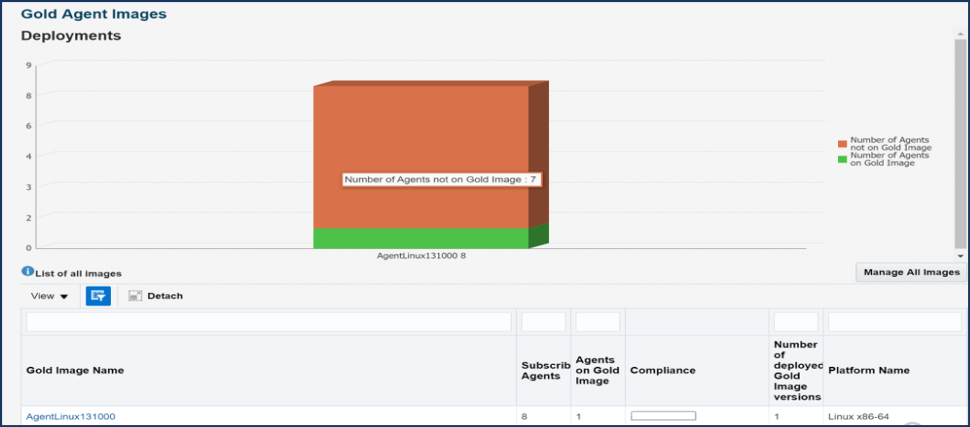 Gold Agent Images
Deployments
9
8
6
4
3
2
0
Number of Agents not on Gold Image : 7
AgentLinux131000 8
Number of Agents
not on Gold Image
Number of Agents
on Gold Image
List of all images
Manage All Images
View
Detach
Gold Image Name
Subscrib
Agents
Agents
on Gold
Image
Compliance
Number
of
deployed
Gold
Image
versions
Platform Name
AgentLinux131000
8
1
1
Linux x86-64